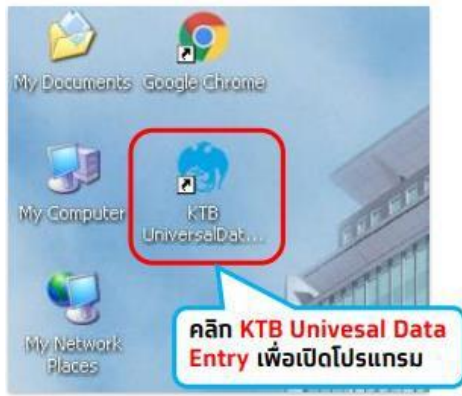 My Documents
Google Chrome
My Computer
KTB
UniversalDat...
My Network
Places
คลิก KTB Univesal Data
Entry เพื่อเปิดโปรแกรม